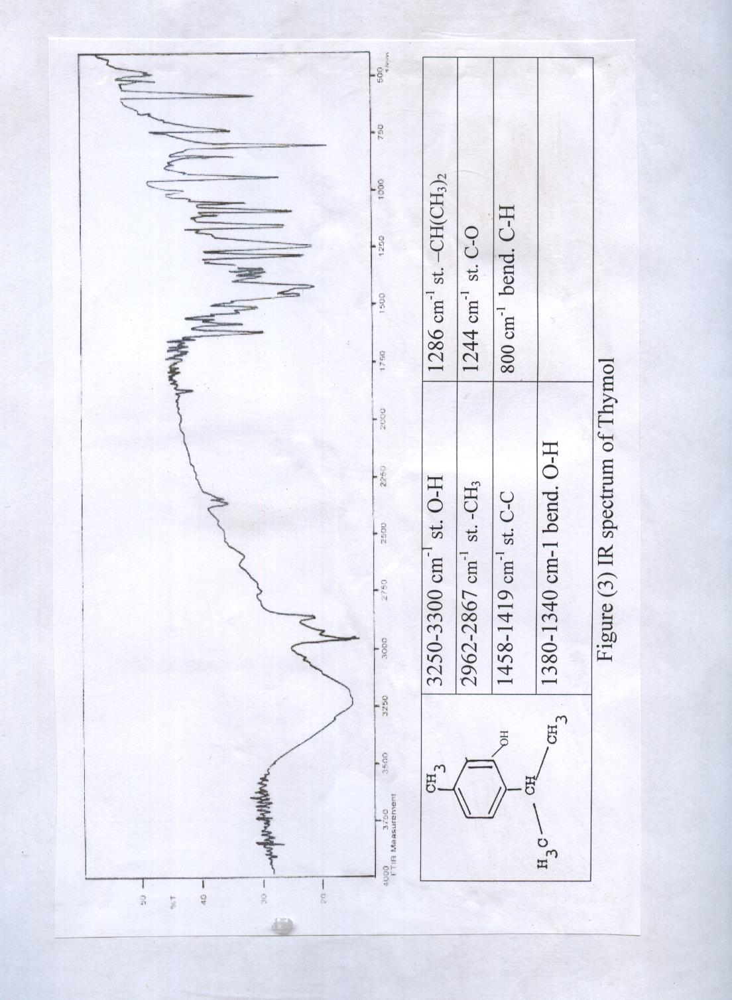 50
%T
40
30
20
4000 3750 3500 3250 3000 2750 2500 2250 2000 1750 1500 1250 1000 750 500
FTIR Measurement
CH3
OH
CH
H3C
CH3
3250-3300 cm-1 st. O-H 1286 cm-1 st. –CH(CH3)2
2962-2867 cm-1 st. -CH3 1244 cm-1 st. C-O
1458-1419 cm-1 st. C-C 800 cm-1 bend. C-H
1380-1340 cm-1 bend. O-H
Figure (3) IR spectrum of Thymol